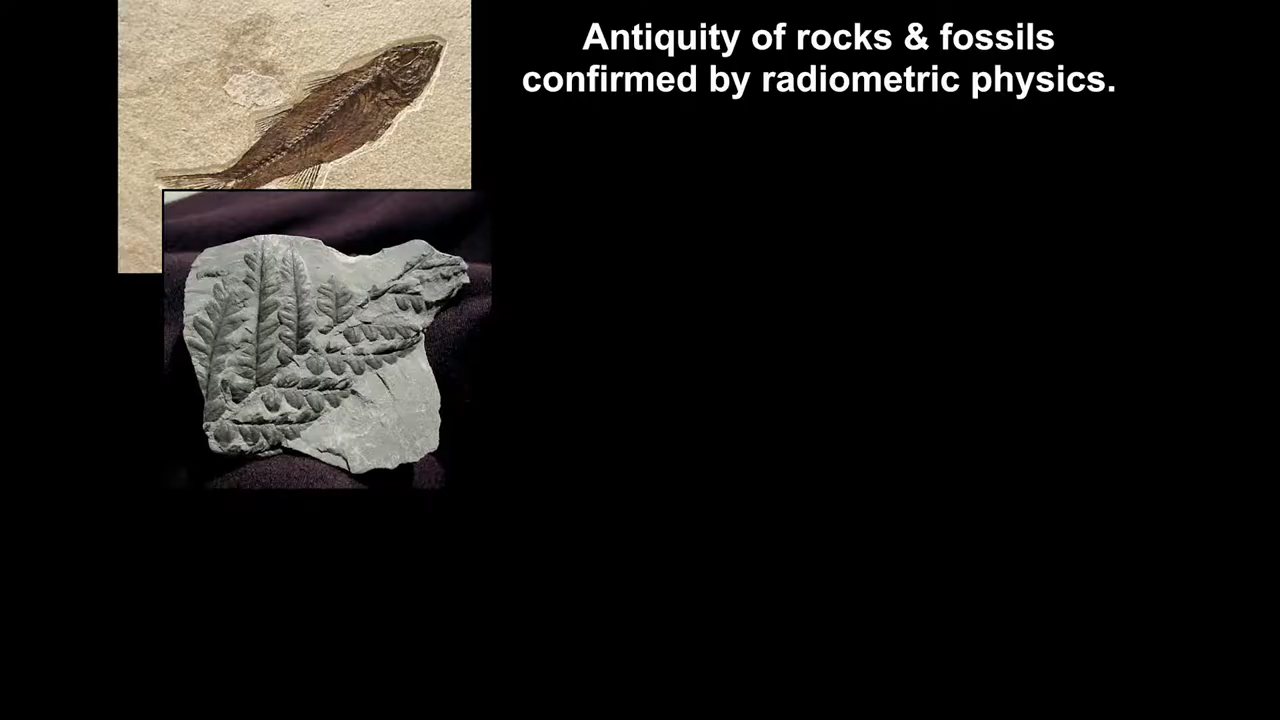 Antiquity of rocks & fossils
confirmed by radiometric physics.